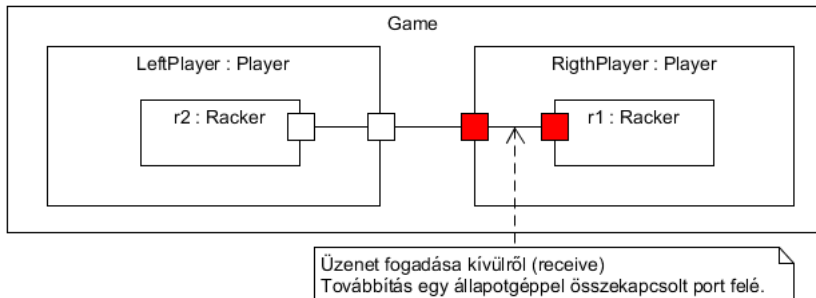 Game
LeftPlayer : Player
RigthPlayer : Player
r2 : Racker
r1 : Racker
Üzenet fogadása kívülről (receive)
Továbbítás egy állapotgéppel összekapcsolt port felé.